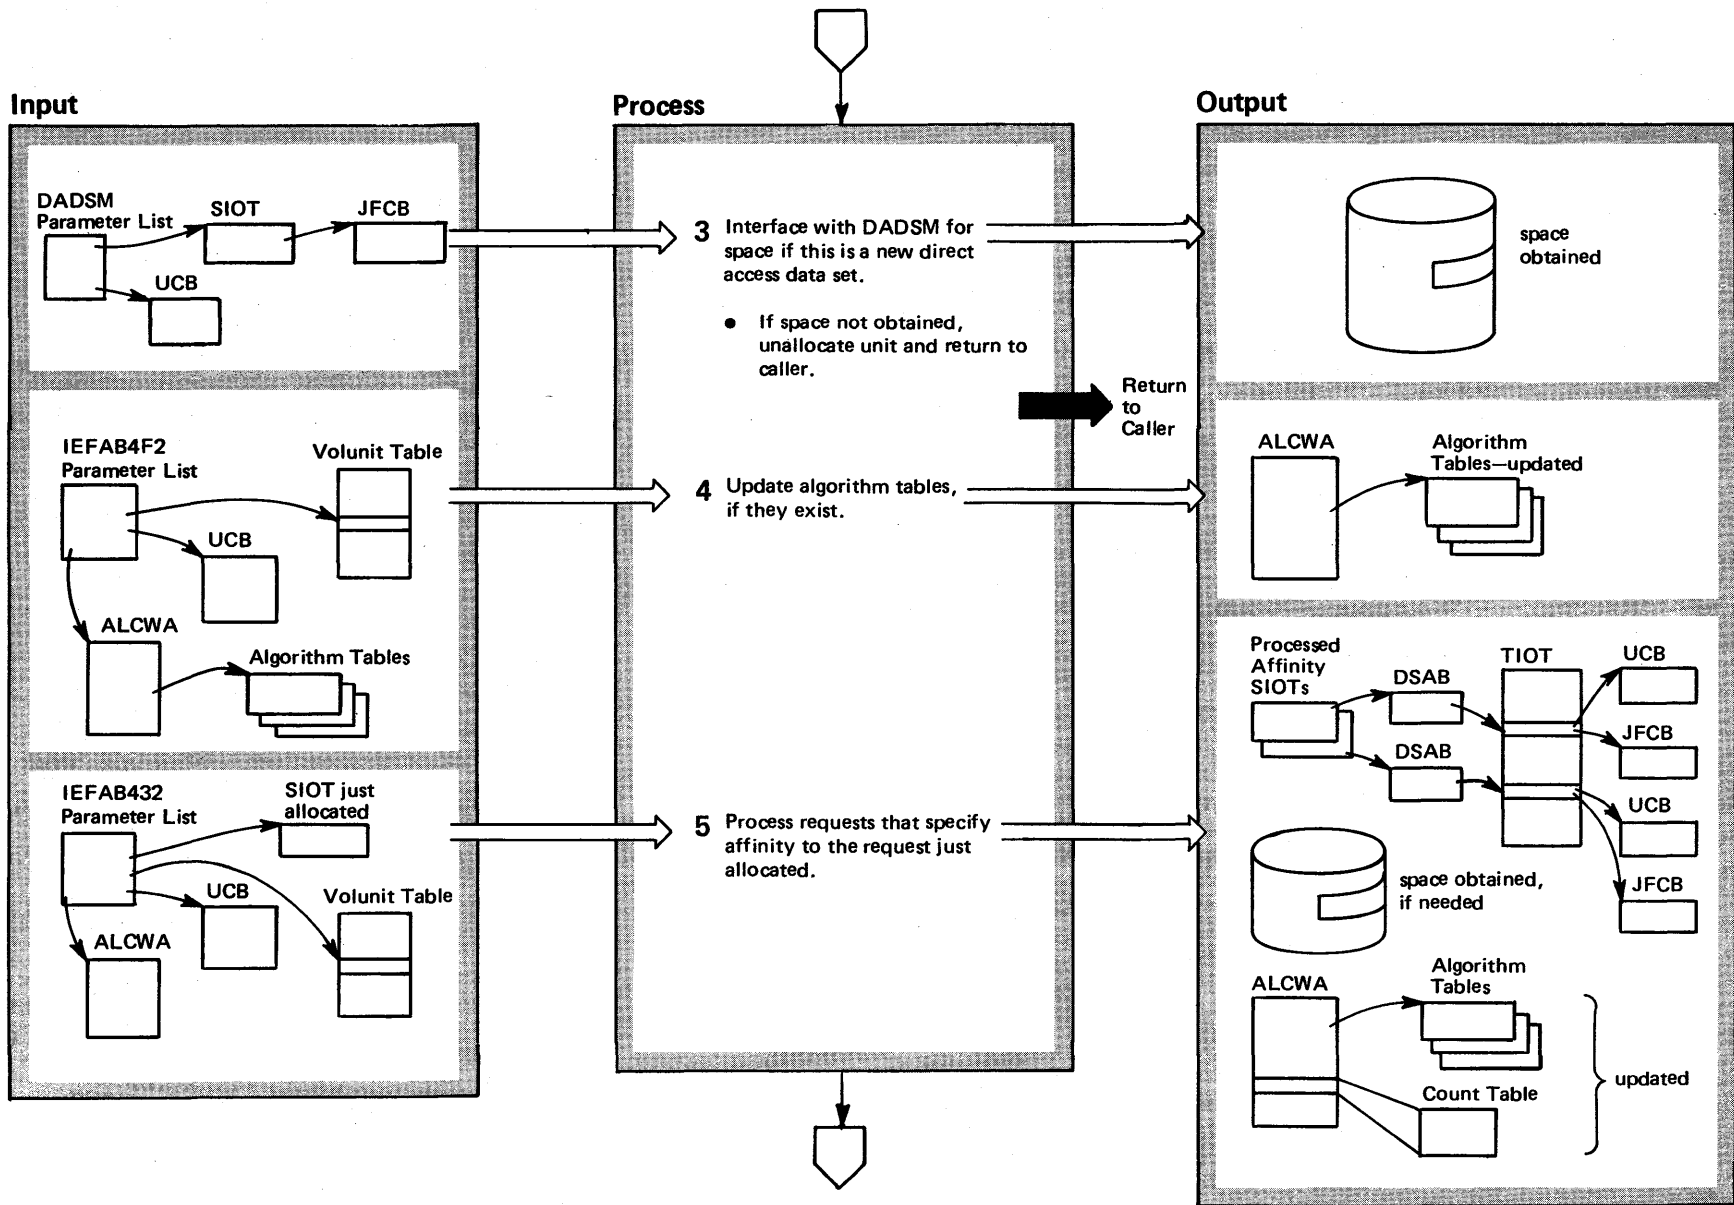 Input
DADSM
Parameter List
SIOT
JFCB
UCB
IEFAB4F2
Parameter List
Volunit Table
UCB
ALCWA
Algorithm Tables
IEFAB432
Parameter List
SIOT just
allocated
UCB
Volunit Table
ALCWA
Process
3 Interface with DADSM for
space if this is a new direct
access data set.
● If space not obtained,
unallocate unit and return to
caller.
Return
to
Caller
4 Update algorithm tables,
if they exist.
5 Process requests that specify
affinity to the request just
allocated.
Output
space
obtained
ALCWA
Algorithm
Tables—updated
Processed
Affinity
SIOTs
DSAB
DSAB
TIOT
UCB
JFCB
UCB
JFCB
space obtained,
if needed
ALCWA
Algorithm
Tables
Count Table
updated